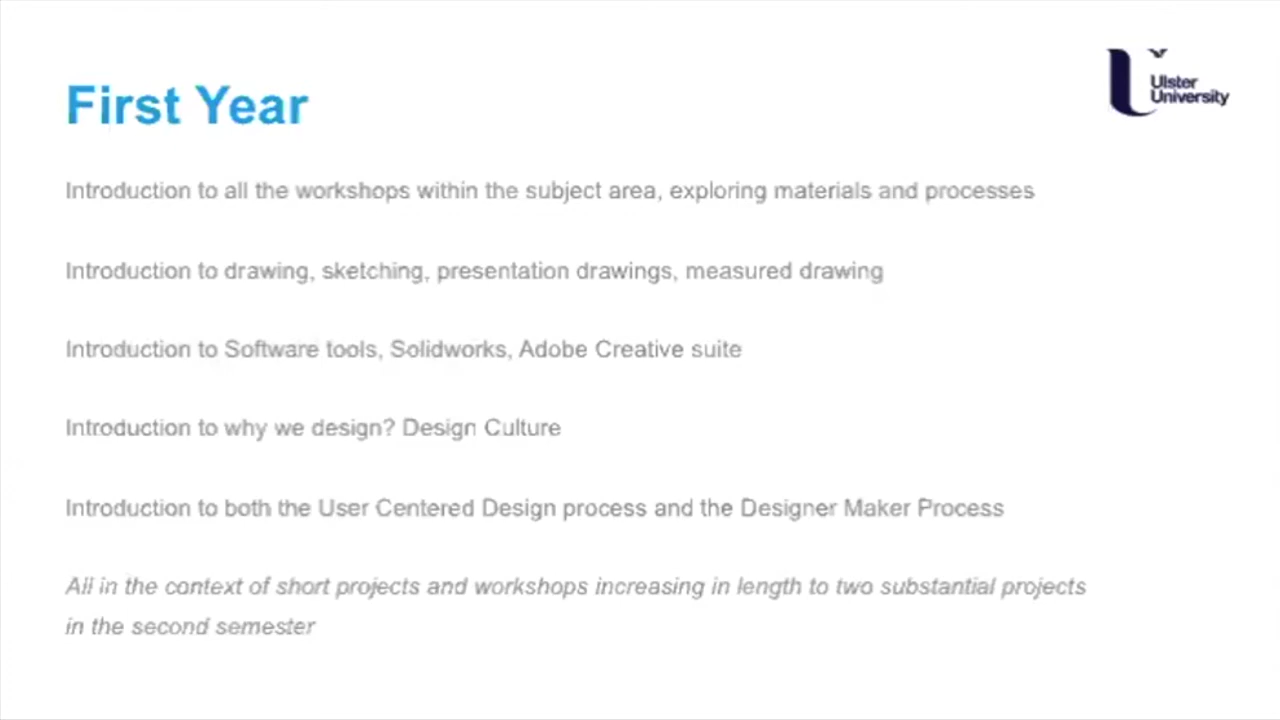 First Year
Ulster
University
Introduction to all the workshops within the subject area, exploring materials and processes
Introduction to drawing, sketching, presentation drawings, measured drawing
Introduction to Software tools, Solidworks, Adobe Creative suite
Introduction to why we design? Design Culture
Introduction to both the User Centered Design process and the Designer Maker Process
All in the context of short projects and workshops increasing in length to two substantial projects
in the second semester